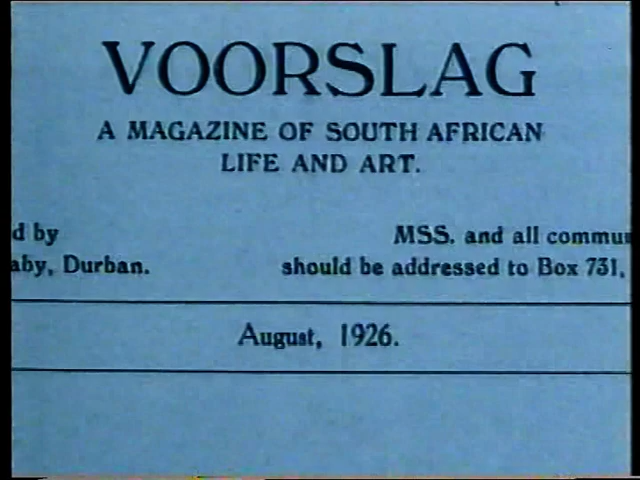 VOORSLAG
A MAGAZINE OF SOUTH AFRICAN
LIFE AND ART.
d by
aby, Durban.
MSS. and all commu
should be addressed to Box 731,
August, 1926.